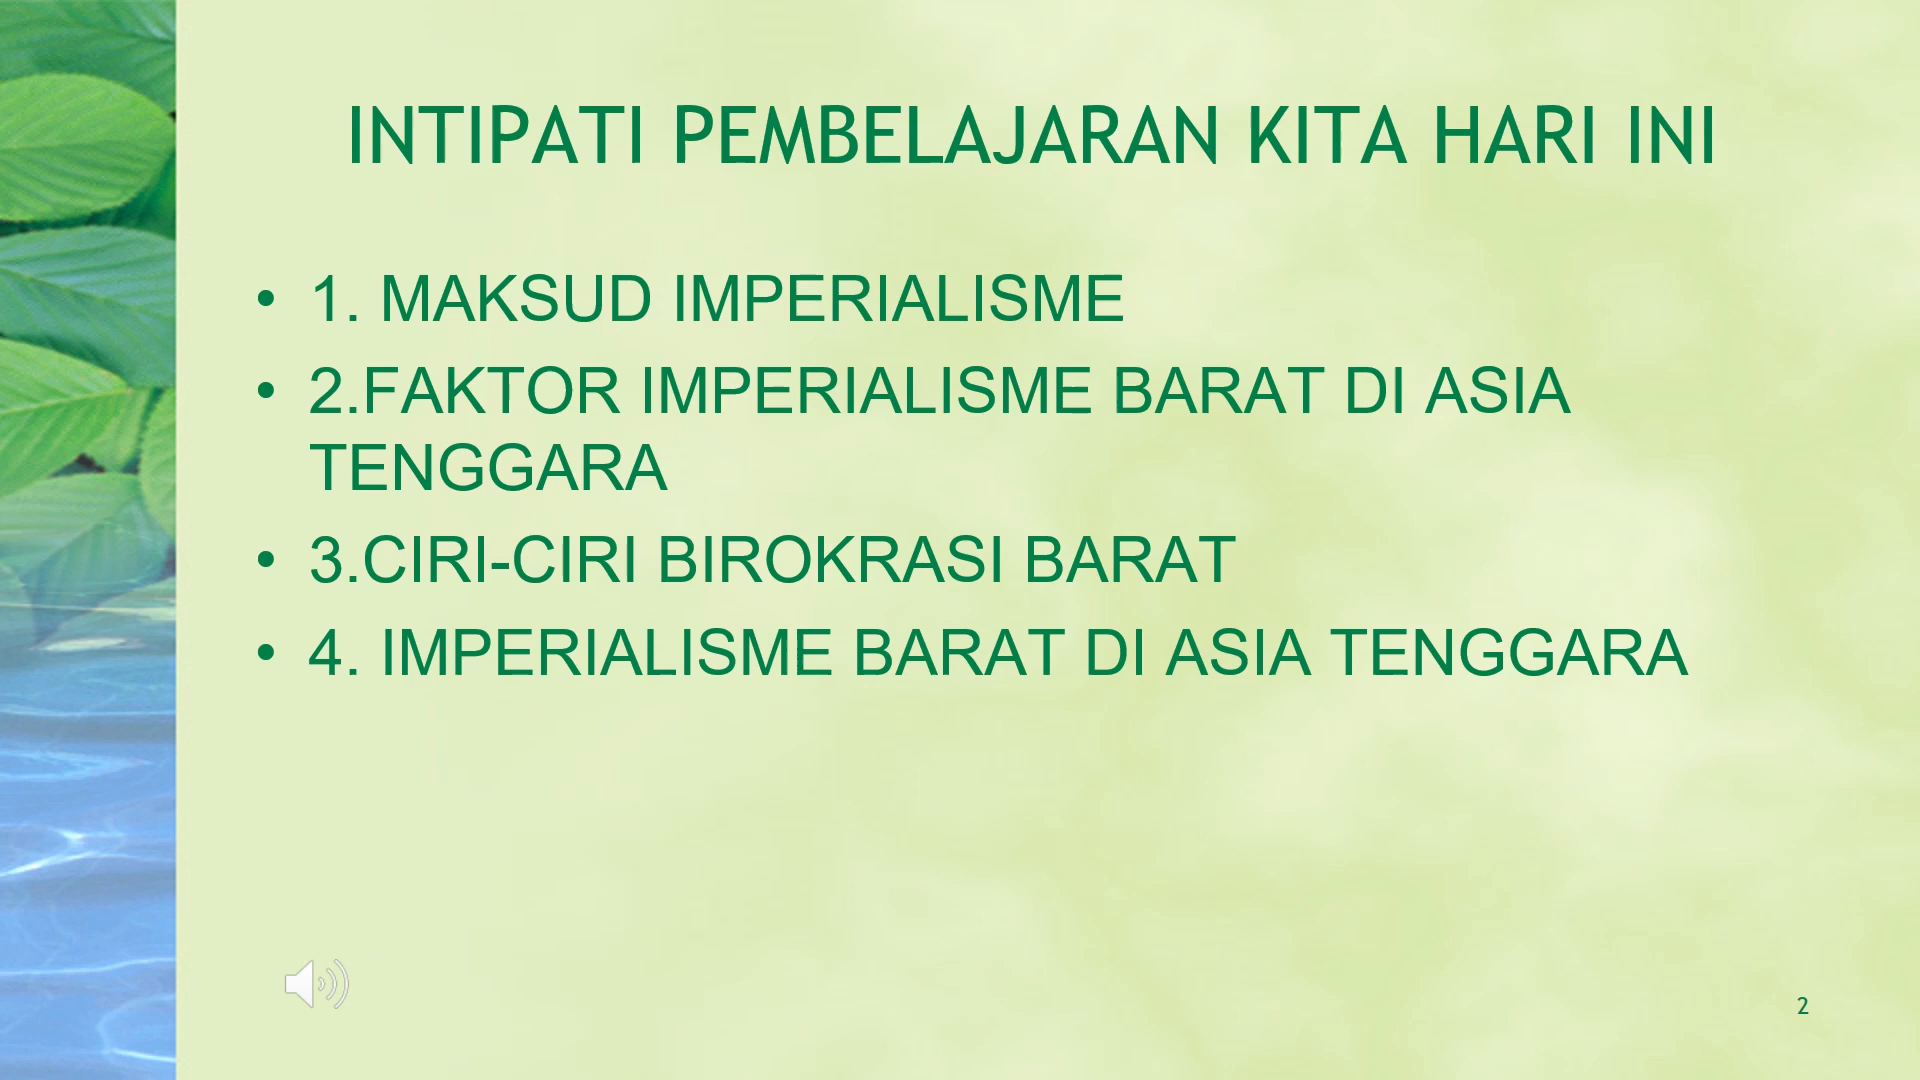 INTIPATI PEMBELAJARAN KITA HARI INI
• 1. MAKSUD IMPERIALISME
• 2.FAKTOR IMPERIALISME BARAT DI ASIA
TENGGARA
• 3.CIRI-CIRI BIROKRASI BARAT
• 4. IMPERIALISME BARAT DI ASIA TENGGARA
2